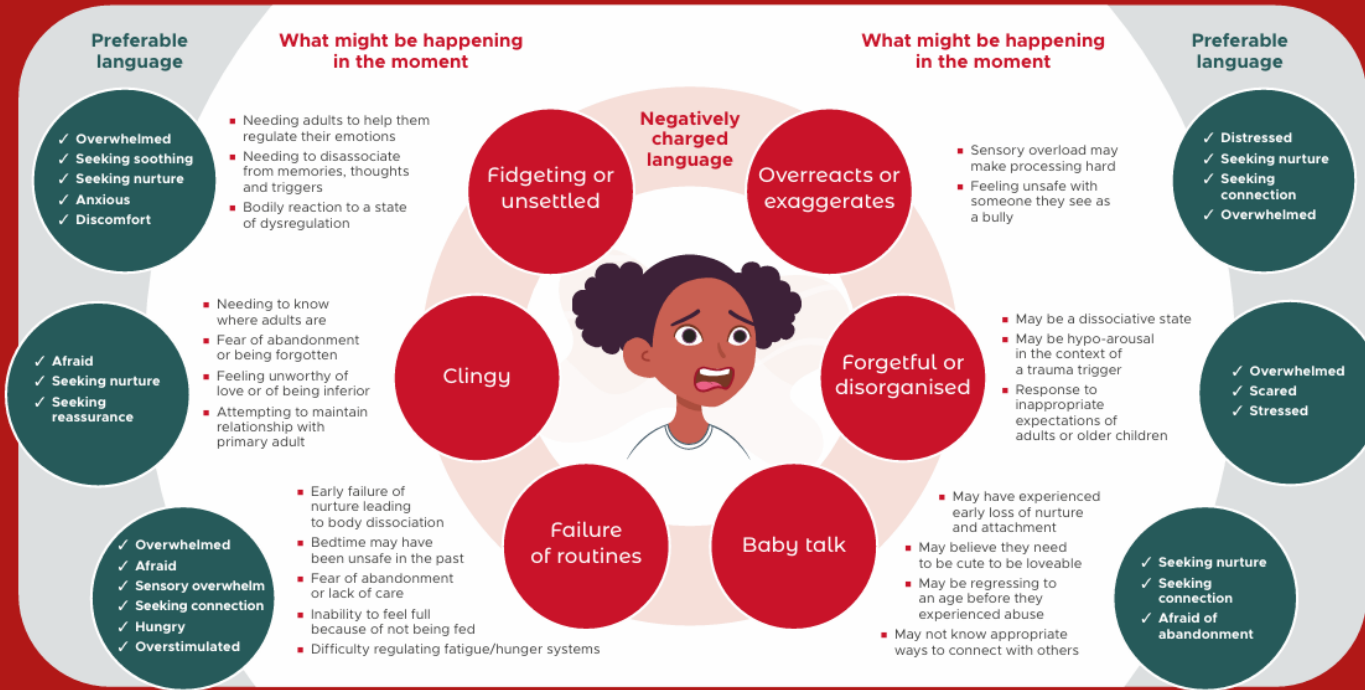 Preferable
language
What might be happening
in the moment
What might be happening
in the moment
Preferable
language
Negatively
charged
language
✓ Overwhelmed
✓ Seeking soothing
✓ Seeking nurture
✓ Anxious
✓ Discomfort
▪ Needing adults to help them
regulate their emotions
▪ Needing to disassociate
from memories, thoughts
and triggers
▪ Bodily reaction to a state
of dysregulation
Fidgeting or
unsettled
Overreacts or
exaggerates
▪ Sensory overload may
make processing hard
▪ Feeling unsafe with
someone they see as
a bully
✓ Distressed
✓ Seeking nurture
✓ Seeking
connection
✓ Overwhelmed
✓ Afraid
✓ Seeking nurture
✓ Seeking
reassurance
▪ Needing to know
where adults are
▪ Fear of abandonment
or being forgotten
▪ Feeling unworthy of
love or of being inferior
▪ Attempting to maintain
relationship with
primary adult
Clingy
Forgetful or
disorganised
▪ May be a dissociative state
▪ May be hypo-arousal
in the context of
a trauma trigger
▪ Response to
inappropriate
expectations of
adults or older children
✓ Overwhelmed
✓ Scared
✓ Stressed
✓ Overwhelmed
✓ Afraid
✓ Sensory overwhelm
✓ Seeking connection
✓ Hungry
✓ Overstimulated
▪ Early failure of
nurture leading
to body dissociation
▪ Bedtime may have
been unsafe in the past
▪ Fear of abandonment
or lack of care
▪ Inability to feel full
because of not being fed
▪ Difficulty regulating fatigue/hunger systems
Failure
of routines
Baby talk
▪ May have experienced
early loss of nurture
and attachment
▪ May believe they need
to be cute to be loveable
▪ May be regressing to
an age before they
experienced abuse
▪ May not know appropriate
ways to connect with others
✓ Seeking nurture
✓ Seeking
connection
✓ Afraid of
abandonment